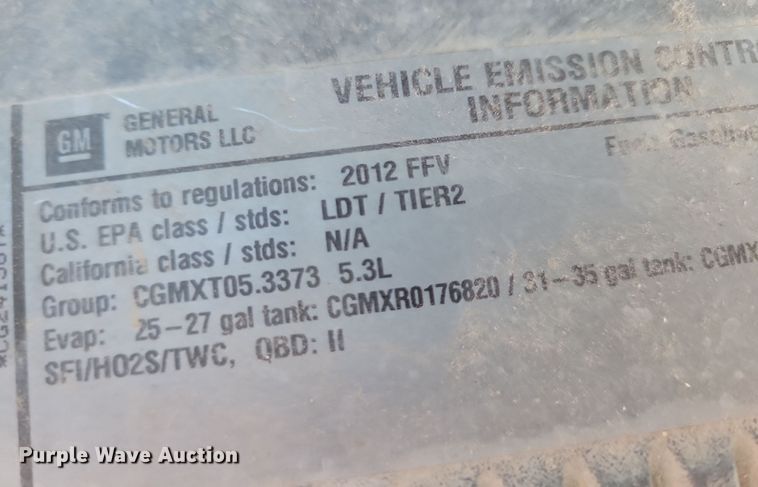 VEHICLE EMISSION CONTR
INFORMATION
GM
GENERAL
MOTORS LLC
Conforms to regulations: 2012 FFV
U.S. EPA class / stds: LDT / TIER2
California class / stds: N/A
Group: CGMXT05.3373 5.3L
Evap: 25-27 gal tank: CGMXR0176820 / 31-35 gal tank: CGMX
SFI/HO2S/TWC, OBD: II
Gasoline
Purple Wave Auction